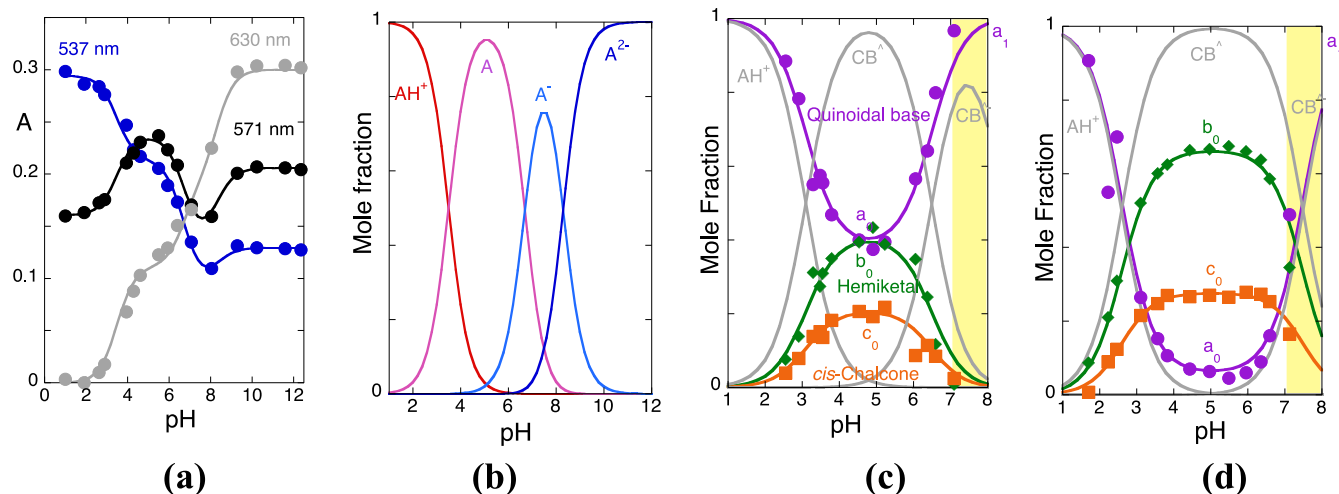 537 nm
630 nm
571 nm
A
0.3
0.2
0.1
0
0 2 4 6 8 10 12
pH
(a)
1
AH+
A
A-
A2-
Mole fraction
0
2 4 6 8 10 12
pH
(b)
1
AH+
CB^
a1
Quinoidal base
CB^-
a0
b0
Hemiketal
c0
cis-Chalcone
Mole Fraction
0
1 2 3 4 5 6 7 8
pH
(c)
1
AH+
CB^
CB^-
b0
c0
a0
Mole Fraction
0
1 2 3 4 5 6 7 8
pH
(d)